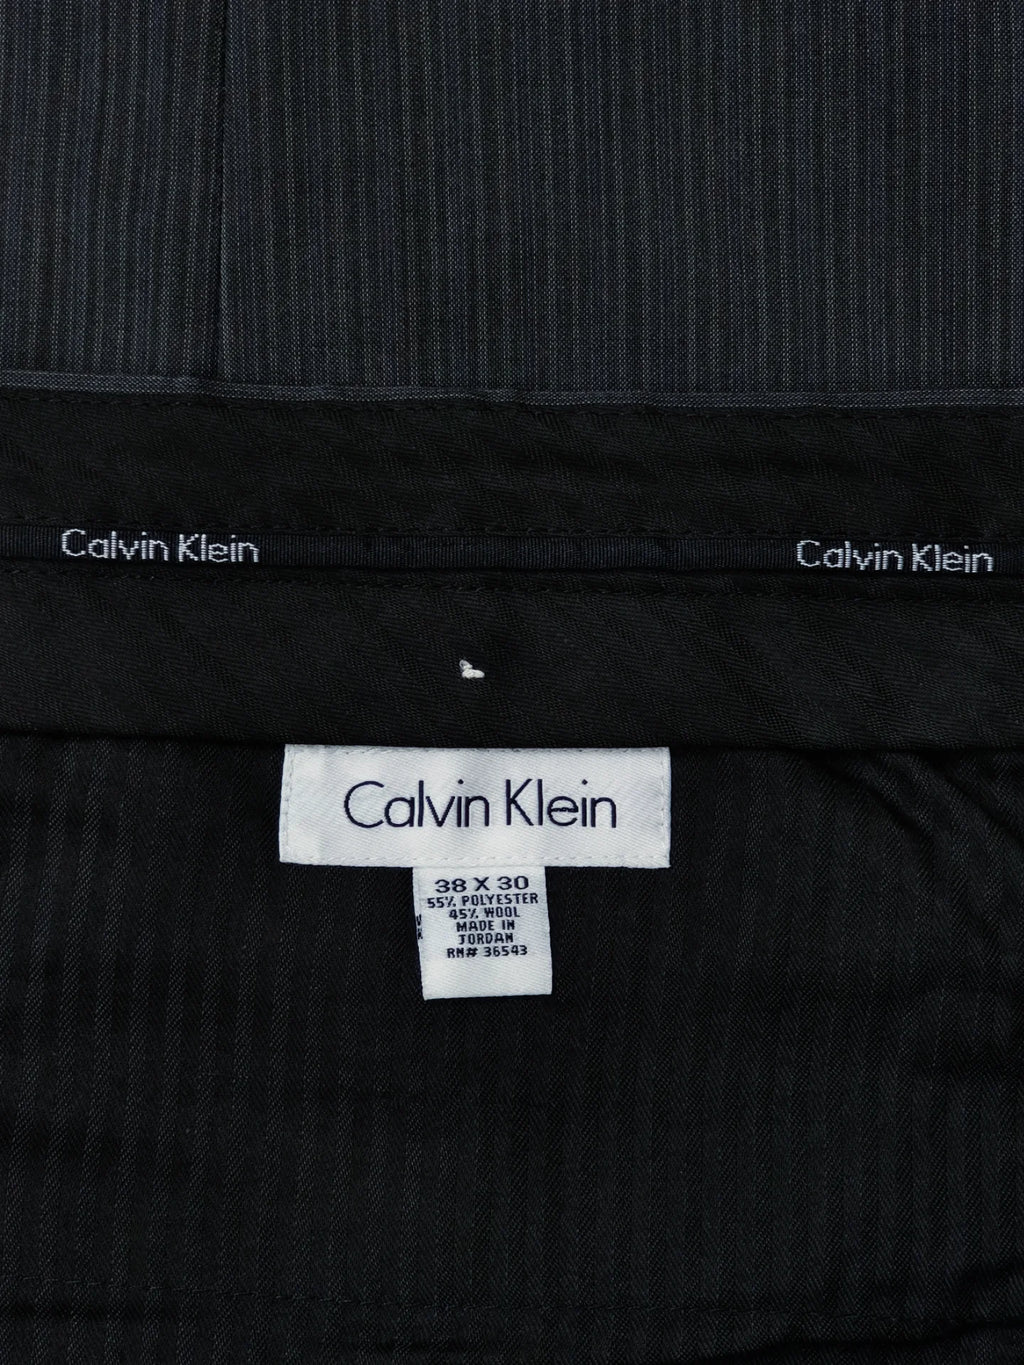 Calvin Klein Calvin Klein
Calvin Klein
38 X 30
55% POLYESTER
45% WOOL
MADE IN
JORDAN
RN# 36543